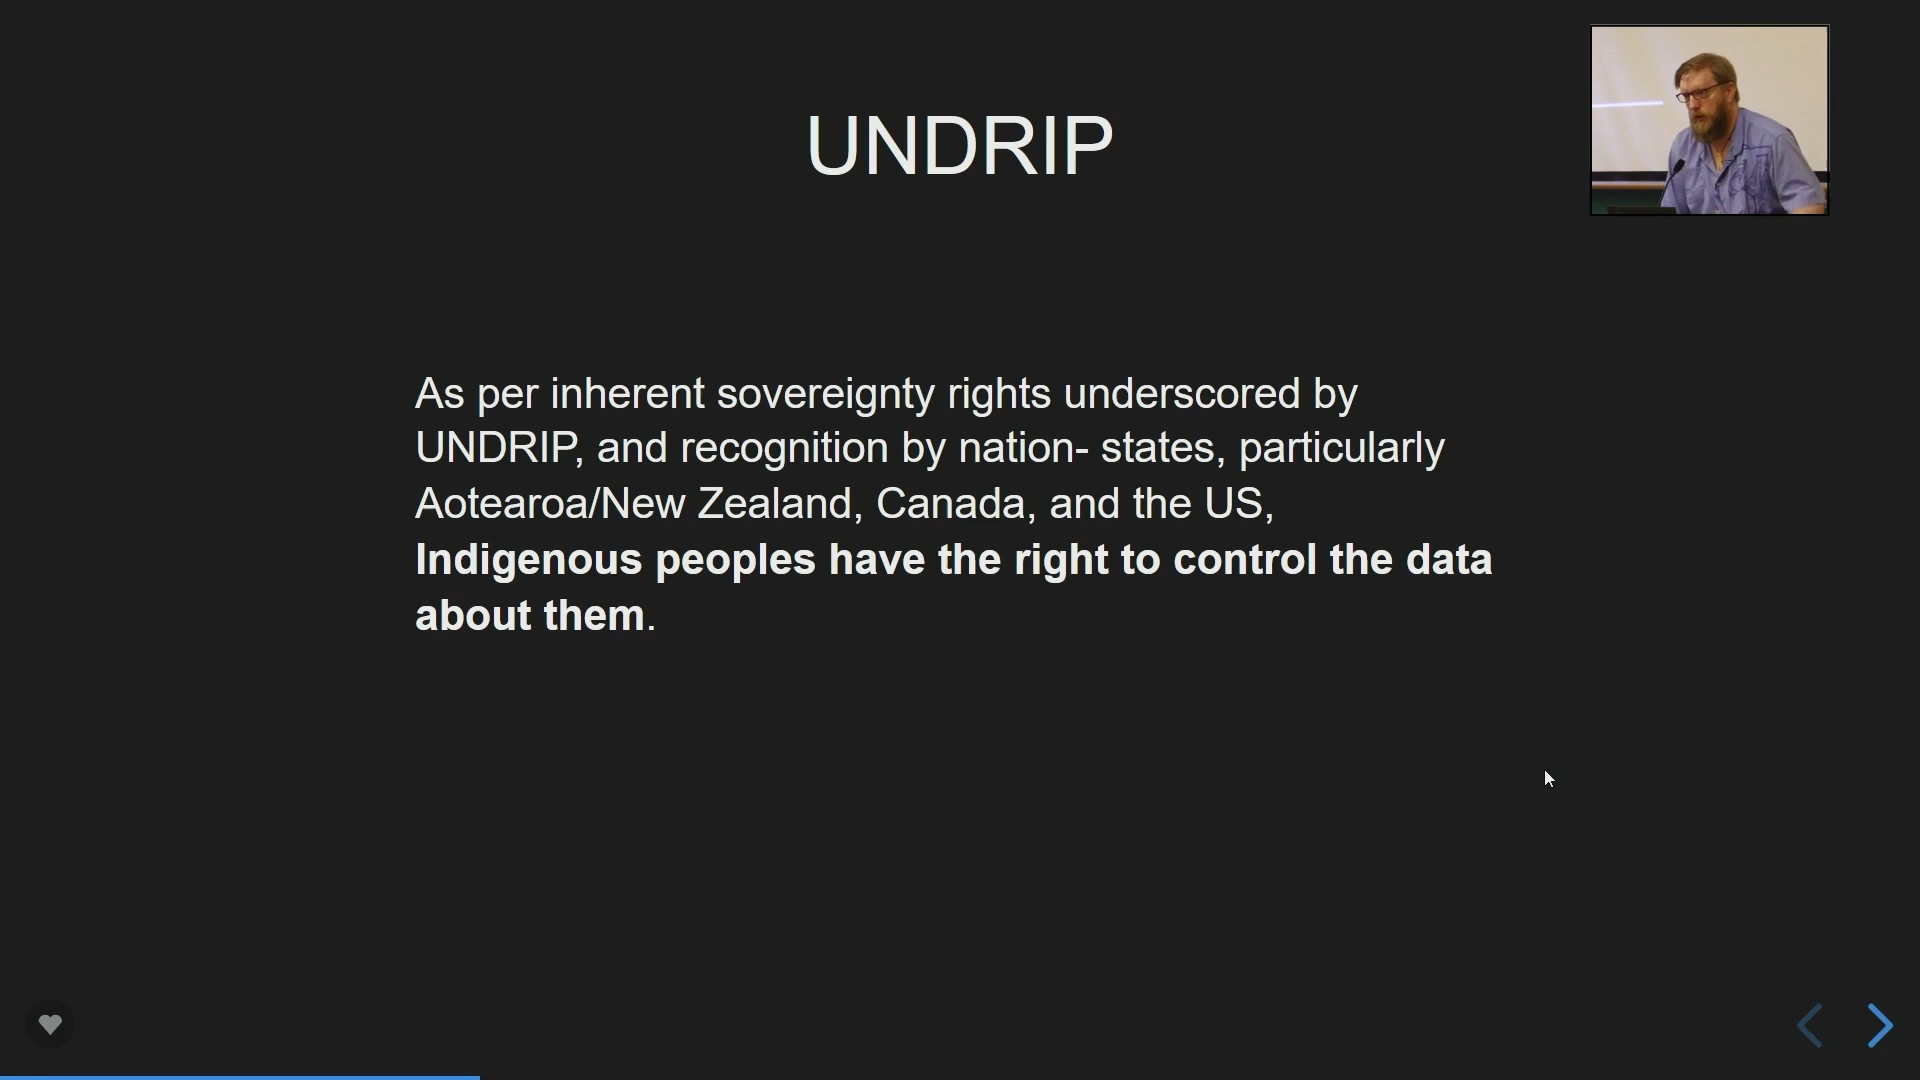 UNDRIP
As per inherent sovereignty rights underscored by
UNDRIP, and recognition by nation- states, particularly
Aotearoa/New Zealand, Canada, and the US,
Indigenous peoples have the right to control the data
about them.